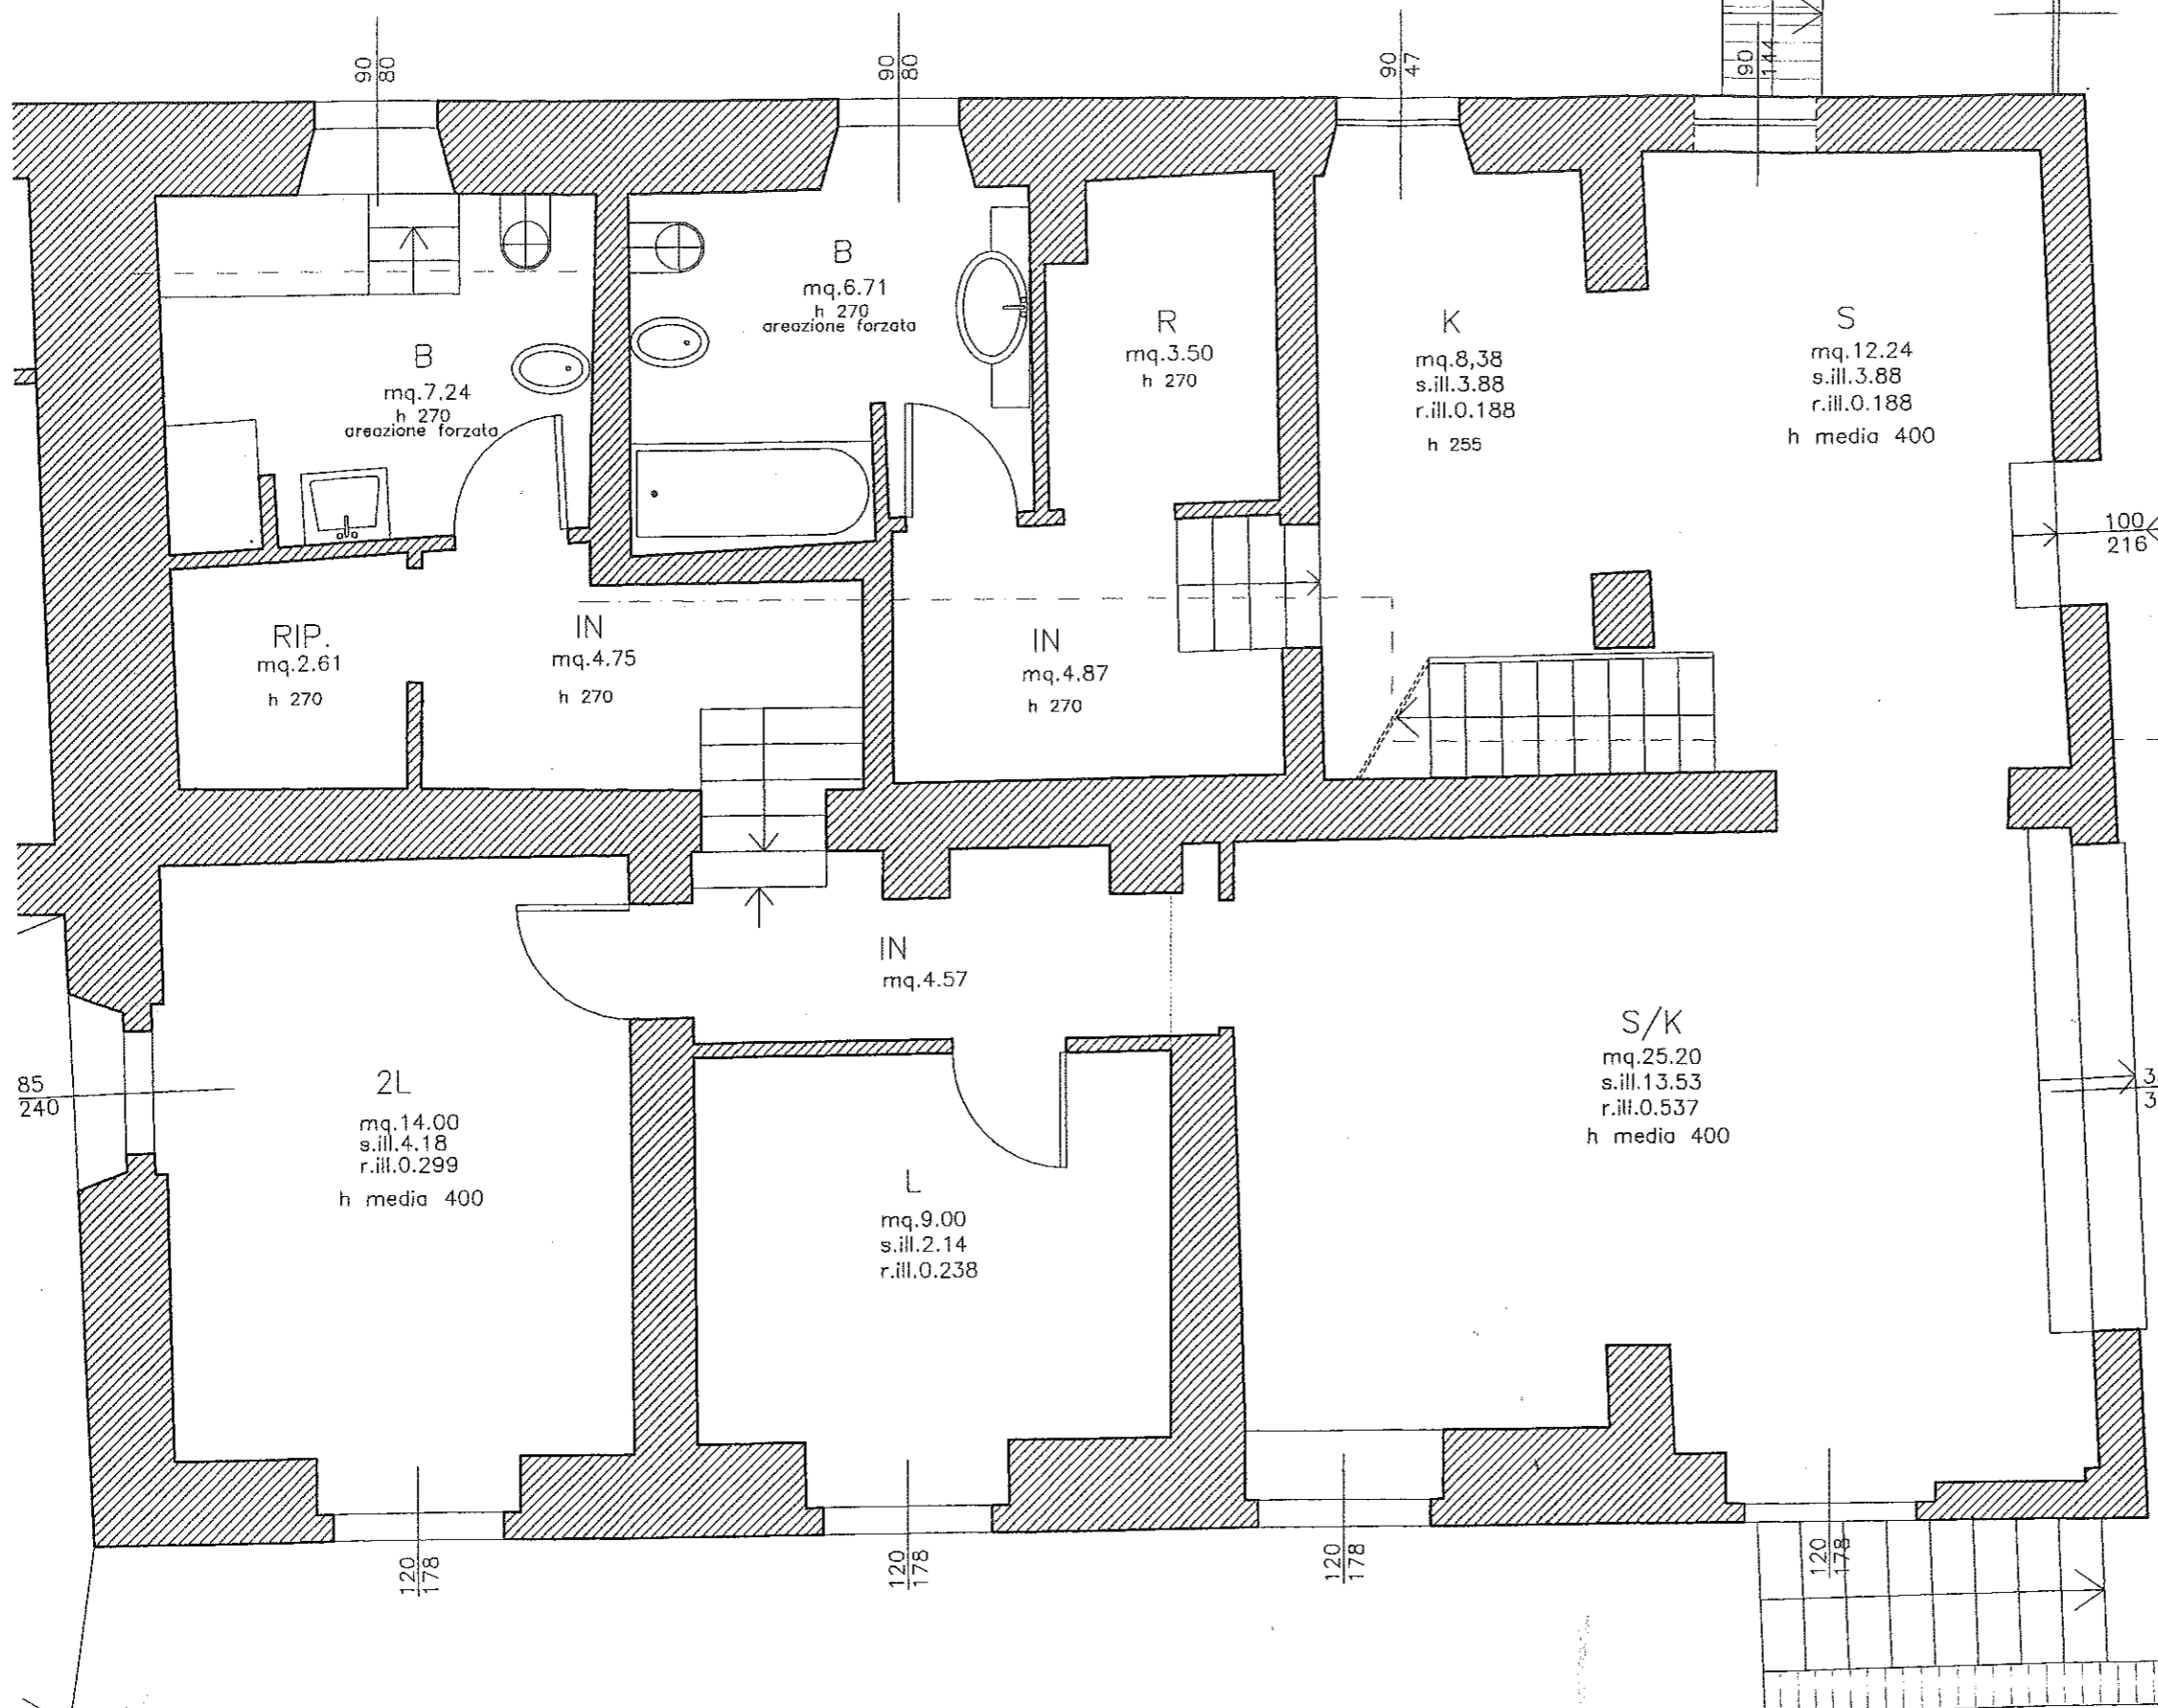 90
80
90
80
90
47
90
144
B
mq.7,24
h 270
areazione forzata
B
mq.6.71
h 270
areazione forzata
R
mq.3.50
h 270
K
mq.8,38
s.ill.3.88
r.ill.0.188
h 255
S
mq.12.24
s.ill.3.88
r.ill.0.188
h media 400
100
216
RIP.
mq.2.61
h 270
IN
mq.4.75
h 270
IN
mq.4.87
h 270
IN
mq.4.57
85
240
2L
mq.14.00
s.ill.4.18
r.ill.0.299
h media 400
L
mq.9.00
s.ill.2.14
r.ill.0.238
S/K
mq.25.20
s.ill.13.53
r.ill.0.537
h media 400
120
178
120
178
120
178
120
178